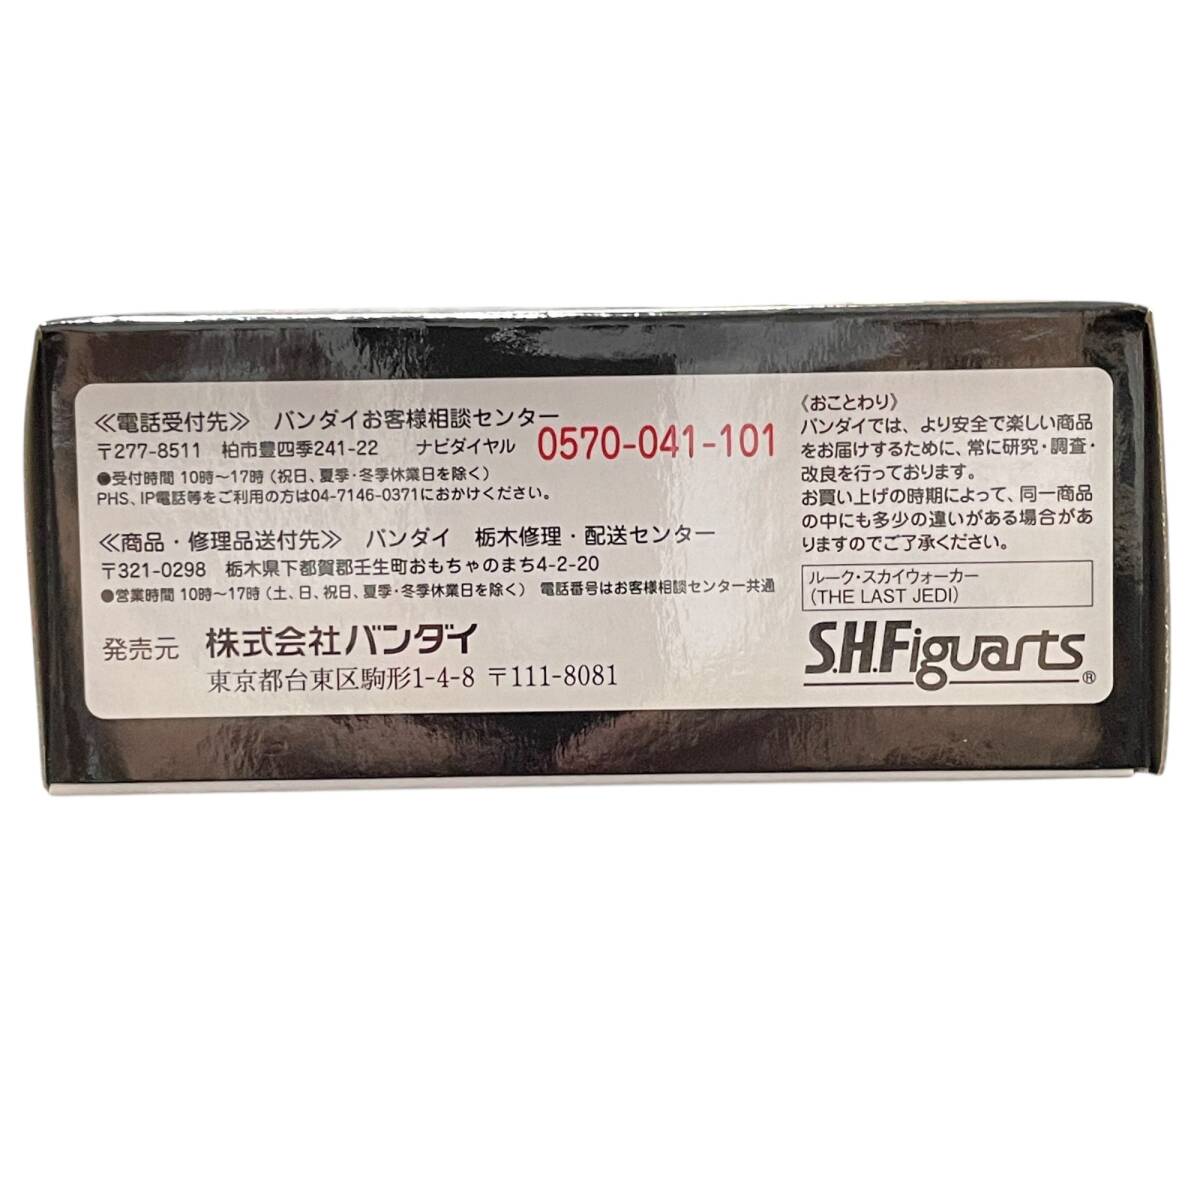 ≪電話受付先≫ バンダイお客様相談センター
〒277-8511 柏市豊四季241-22 ナビダイヤル 0570-041-101
●受付時間 10時～17時（祝日、夏季・冬季休業日を除く）
PHS、IP電話等をご利用の方は04-7146-0371におかけください。
≪商品・修理品送付先≫ バンダイ 栃木修理・配送センター
〒321-0298 栃木県下都賀郡壬生町おもちゃのまち4-2-20
●営業時間 10時～17時（土、日、祝日、夏季・冬季休業日を除く） 電話番号はお客様相談センター共通
発売元 株式会社バンダイ
東京都台東区駒形1-4-8 〒111-8081
《おことわり》
バンダイでは、より安全で楽しい商品
をお届けするために、常に研究・調査・
改良を行っております。
お買い上げの時期によって、同一商品
の中にも多少の違いがある場合があ
りますのでご了承ください。
ルーク・スカイウォーカー
（THE LAST JEDI）
S.H.Figuarts®